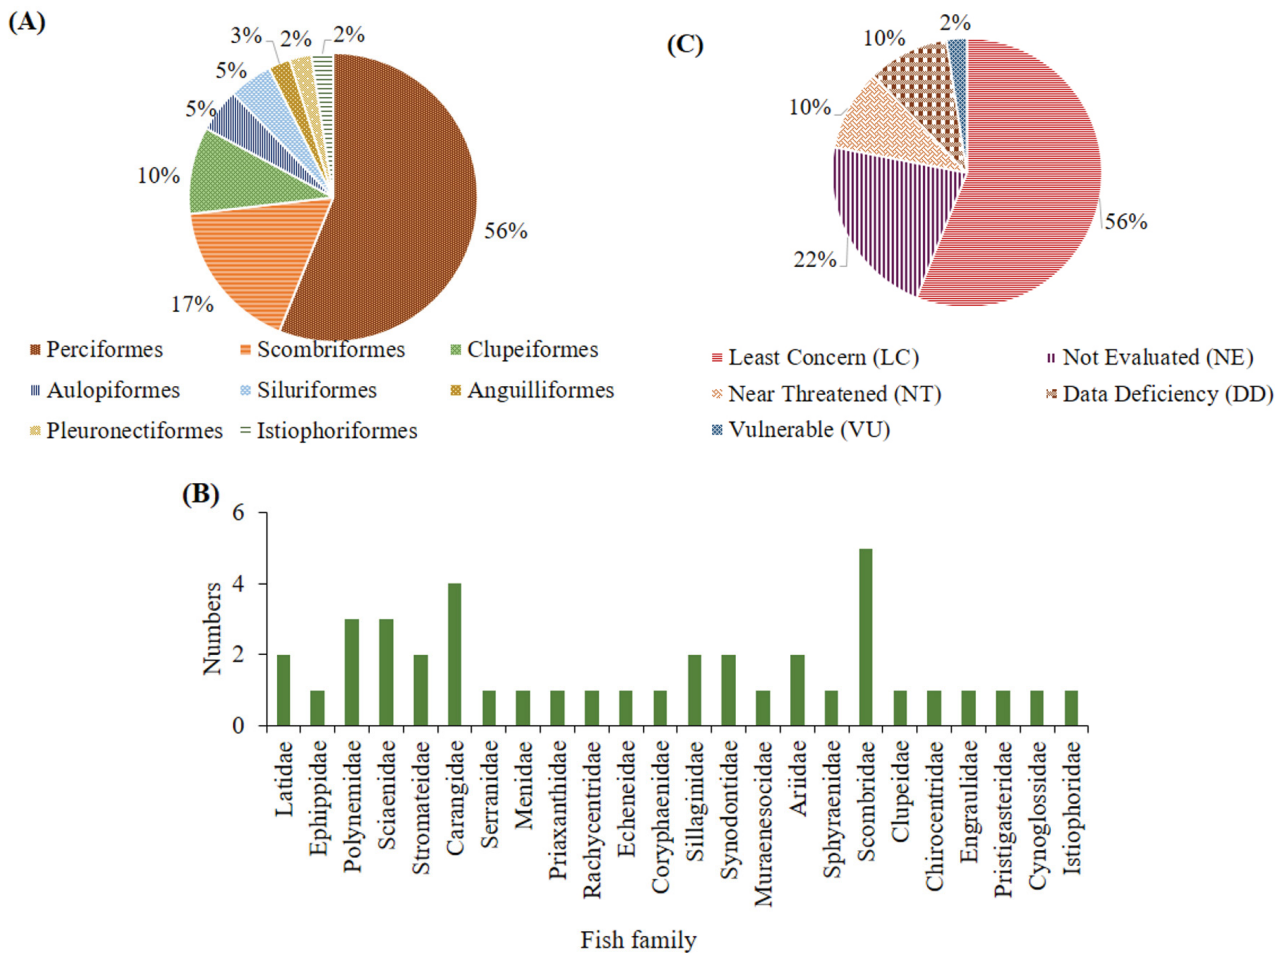 (A)
3%
2%
2%
5%
5%
10%
17%
56%
Perciformes
Scombriformes
Clupeiformes
Aulopiformes
Siluriformes
Anguilliformes
Pleuronectiformes
Istiophoriformes
(C)
2%
10%
10%
22%
56%
Least Concern (LC)
Not Evaluated (NE)
Near Threatened (NT)
Data Deficiency (DD)
Vulnerable (VU)
(B)
6
4
2
0
Numbers
Latidae
Ephippidae
Polynemidae
Sciaenidae
Stromateidae
Carangidae
Serranidae
Menidae
Priaxanthidae
Rachycentridae
Echeneidae
Coryphaenidae
Sillaginidae
Synodontidae
Muraenesocidae
Ariidae
Sphyraenidae
Scombridae
Clupeidae
Chirocentridae
Engraulidae
Pristigasteridae
Cynoglossidae
Istiophoridae
Fish family